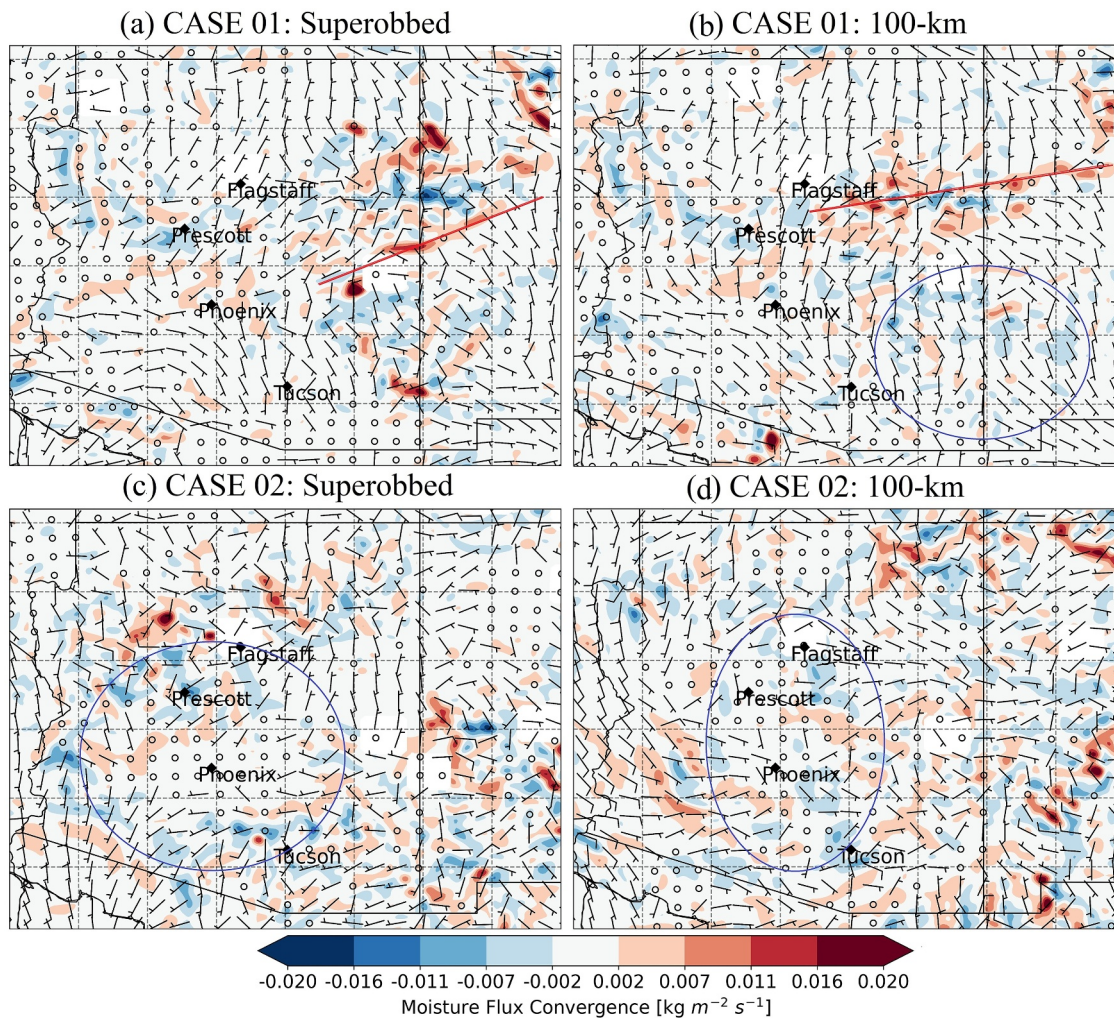 (a) CASE 01: Superobbed
(b) CASE 01: 100-km
Flagstaff
Prescott
Phoenix
Tucson
Flagstaff
Prescott
Phoenix
Tucson
(c) CASE 02: Superobbed
(d) CASE 02: 100-km
Flagstaff
Prescott
Phoenix
Tucson
Flagstaff
Prescott
Phoenix
Tucson
-0.020 -0.016 -0.011 -0.007 -0.002 0.002 0.007 0.011 0.016 0.020
Moisture Flux Convergence [kg m⁻² s⁻¹]